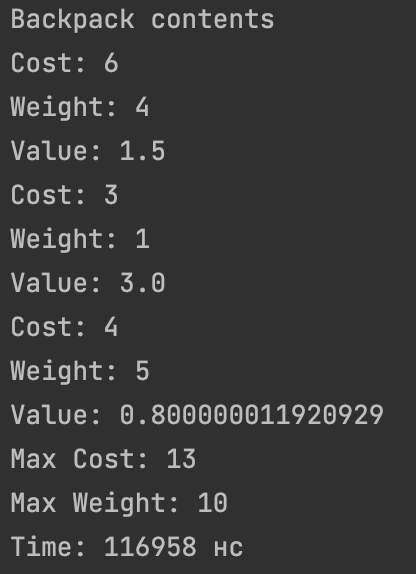 Backpack contents
Cost: 6
Weight: 4
Value: 1.5
Cost: 3
Weight: 1
Value: 3.0
Cost: 4
Weight: 5
Value: 0.800000011920929
Max Cost: 13
Max Weight: 10
Time: 116958 нс